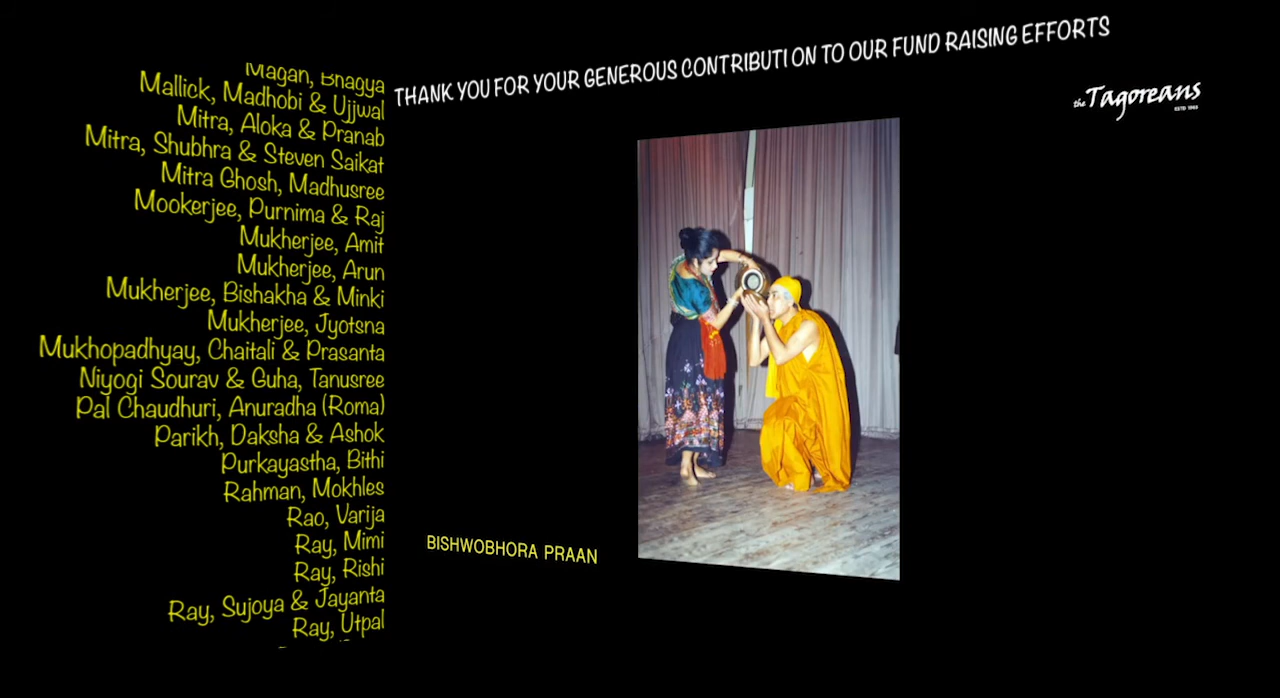 THANK YOU FOR YOUR GENEROUS CONTRIBUTION TO OUR FUND RAISING EFFORTS
the Tagoreans
ESTD 1965
Magan, Bhagya
Mallick, Madhobi & Ujjwal
Mitra, Aloka & Pranab
Mitra, Shubhra & Steven Saikat
Mitra Ghosh, Madhusree
Mookerjee, Purnima & Raj
Mukherjee, Amit
Mukherjee, Arun
Mukherjee, Bishakha & Minki
Mukherjee, Jyotsna
Mukhopadhyay, Chaitali & Prasanta
Niyogi Sourav & Guha, Tanusree
Pal Chaudhuri, Anuradha (Roma)
Parikh, Daksha & Ashok
Purkayastha, Bithi
Rahman, Mokhles
Rao, Varija
Ray, Mimi
Ray, Rishi
Ray, Sujoya & Jayanta
Ray, Utpal
BISHWOBHORA PRAAN